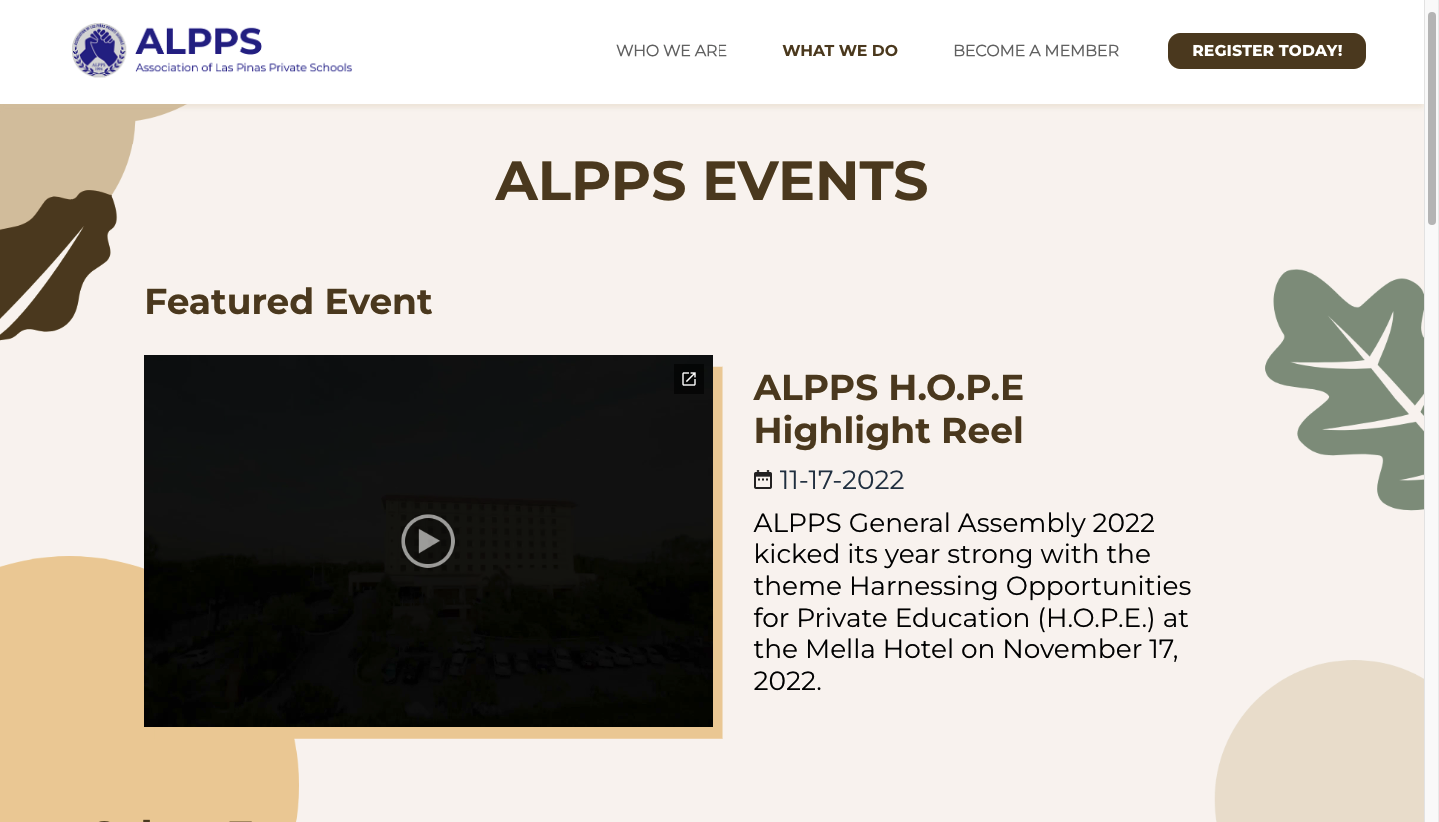 ALPPS
Association of Las Pinas Private Schools
WHO WE ARE
WHAT WE DO
BECOME A MEMBER
REGISTER TODAY!
ALPPS EVENTS
Featured Event
ALPPS H.O.P.E
Highlight Reel
11-17-2022
ALPPS General Assembly 2022
kicked its year strong with the
theme Harnessing Opportunities
for Private Education (H.O.P.E.) at
the Mella Hotel on November 17,
2022.